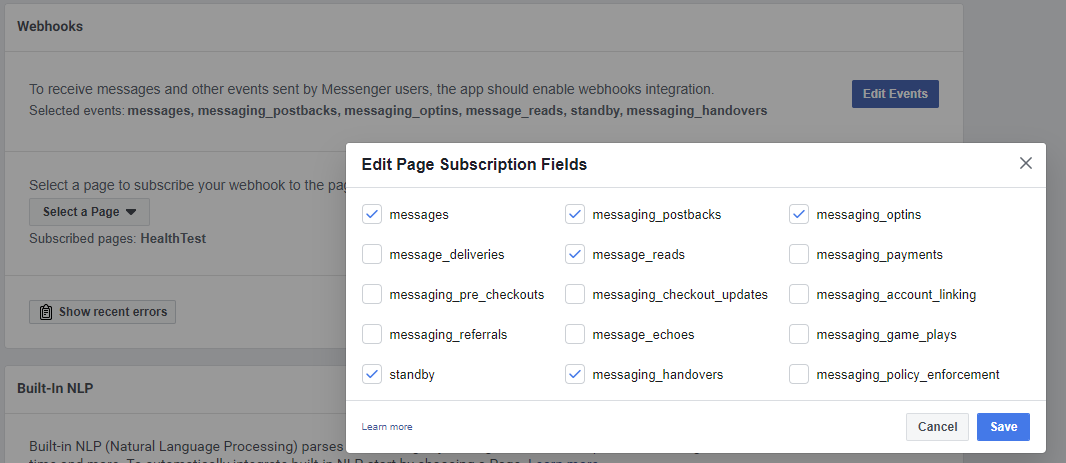 Webhooks
To receive messages and other events sent by Messenger users, the app should enable webhooks integration.
Selected events: messages, messaging_postbacks, messaging_optins, message_reads, standby, messaging_handovers
Edit Events
Select a page to subscribe your webhook to the pag
Select a Page
Subscribed pages: HealthTest
Show recent errors
Edit Page Subscription Fields
messages messaging_postbacks messaging_optins
message_deliveries message_reads messaging_payments
messaging_pre_checkouts messaging_checkout_updates messaging_account_linking
messaging_referrals message_echoes messaging_game_plays
standby messaging_handovers messaging_policy_enforcement
Learn more Cancel Save
Built-In NLP
Built-in NLP (Natural Language Processing) parses